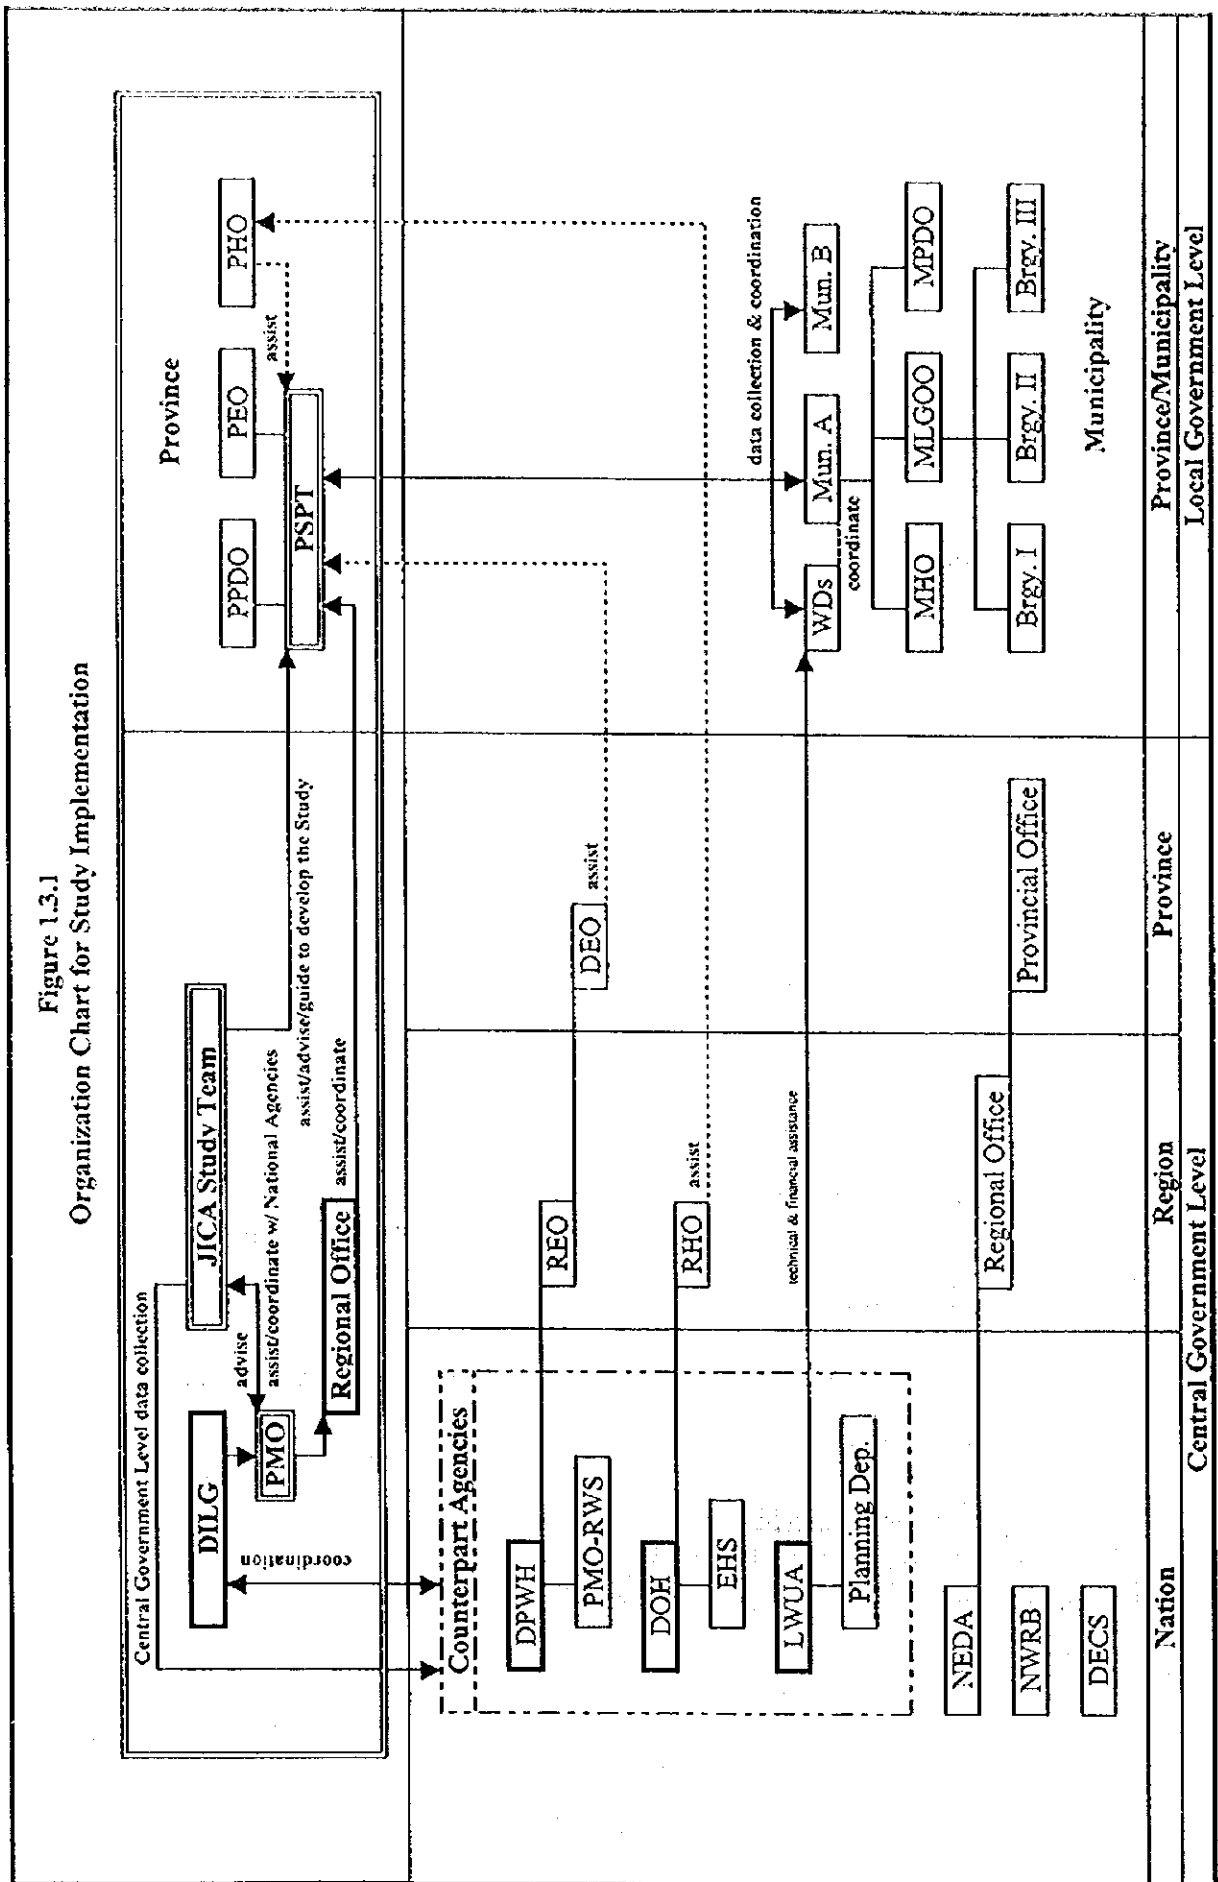 Figure 1.3.1
Organization Chart for Study Implementation
Central Government Level data collection
DILG
JICA Study Team
advise
assist/coordinate w/ National Agencies
PMO
coordination
Regional Office
assist/coordinate
assist/advise/guide to develop the Study
Province
PPDO
PEO
PHO
assist
PSPT
Counterpart Agencies
DPWH
PMO-RWS
REO
DEO
assist
DOH
EHS
RHO
assist
LWUA
Planning Dep.
technical & financial assistance
data collection & coordination
WDs
Mun. A
Mun. B
coordinate
MHO
MLGOO
MPDO
Brgy. I
Brgy. II
Brgy. III
Municipality
NEDA
Regional Office
Provincial Office
NWRB
DECS
Nation
Region
Province
Province/Municipality
Central Government Level
Local Government Level